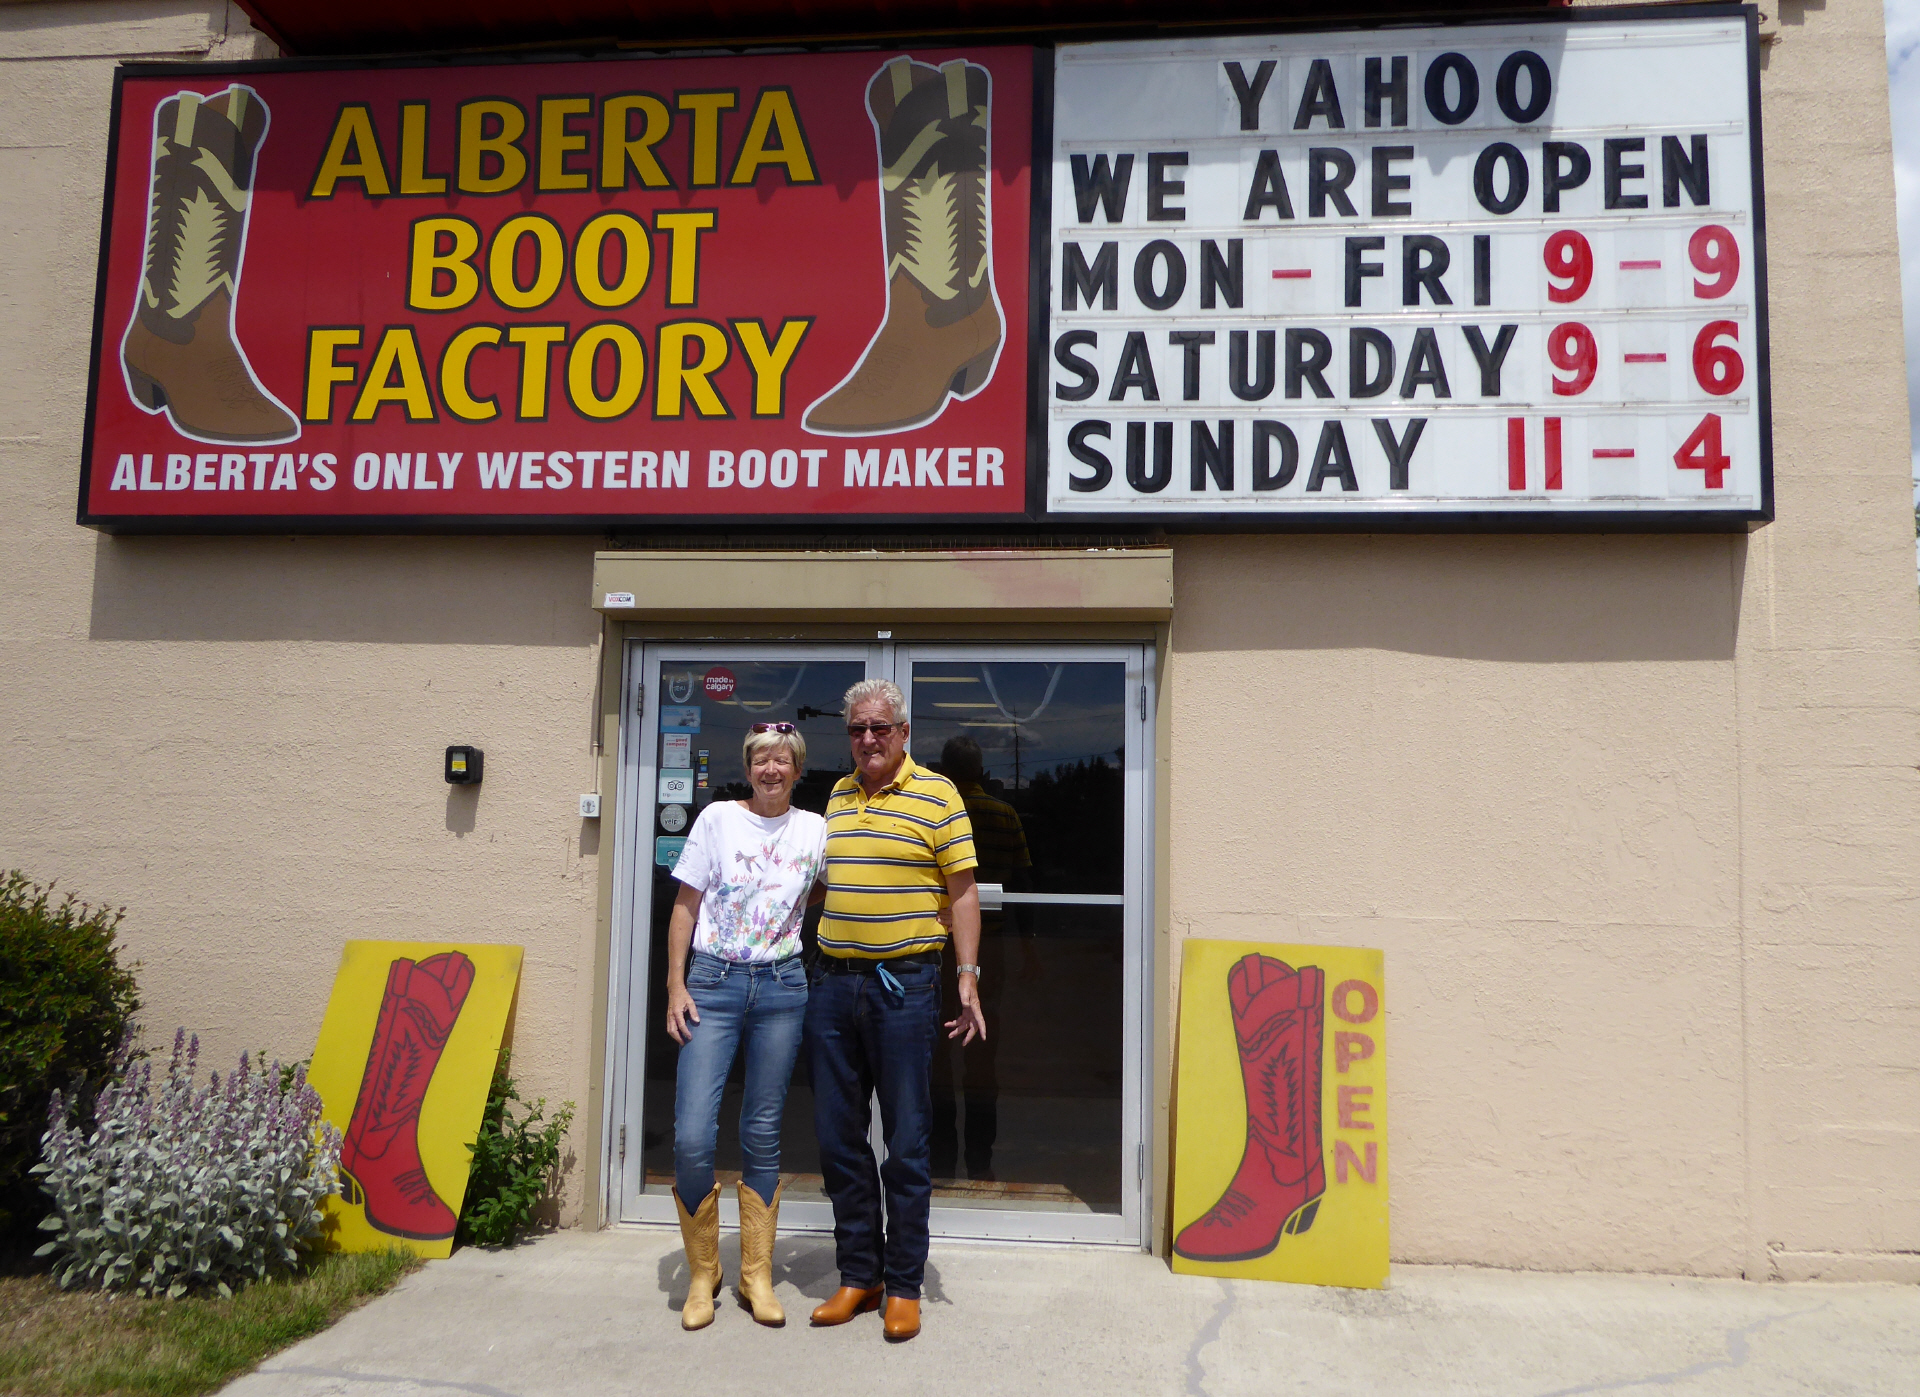 ALBERTA
BOOT
FACTORY
ALBERTA'S ONLY WESTERN BOOT MAKER
YAHOO
WE ARE OPEN
MON - FRI 9 - 9
SATURDAY 9 - 6
SUNDAY 11 - 4
made in
calgary
yelp
OPEN